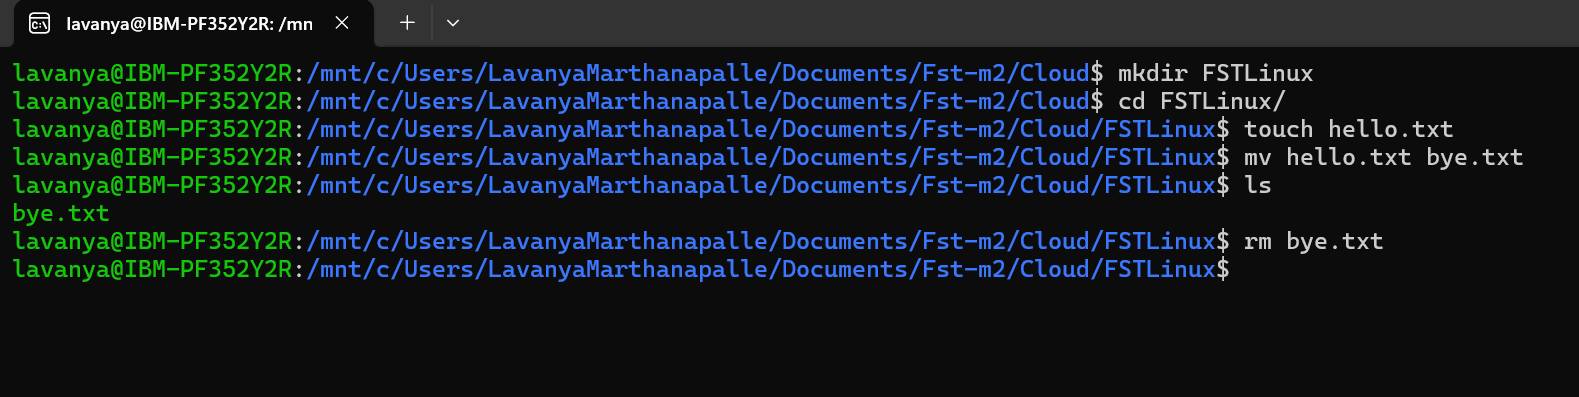 lavanya@IBM-PF352Y2R: /mn
lavanya@IBM-PF352Y2R:/mnt/c/Users/LavanyaMarthanapalle/Documents/Fst-m2/Cloud$ mkdir FSTLinux
lavanya@IBM-PF352Y2R:/mnt/c/Users/LavanyaMarthanapalle/Documents/Fst-m2/Cloud$ cd FSTLinux/
lavanya@IBM-PF352Y2R:/mnt/c/Users/LavanyaMarthanapalle/Documents/Fst-m2/Cloud/FSTLinux$ touch hello.txt
lavanya@IBM-PF352Y2R:/mnt/c/Users/LavanyaMarthanapalle/Documents/Fst-m2/Cloud/FSTLinux$ mv hello.txt bye.txt
lavanya@IBM-PF352Y2R:/mnt/c/Users/LavanyaMarthanapalle/Documents/Fst-m2/Cloud/FSTLinux$ ls
bye.txt
lavanya@IBM-PF352Y2R:/mnt/c/Users/LavanyaMarthanapalle/Documents/Fst-m2/Cloud/FSTLinux$ rm bye.txt
lavanya@IBM-PF352Y2R:/mnt/c/Users/LavanyaMarthanapalle/Documents/Fst-m2/Cloud/FSTLinux$